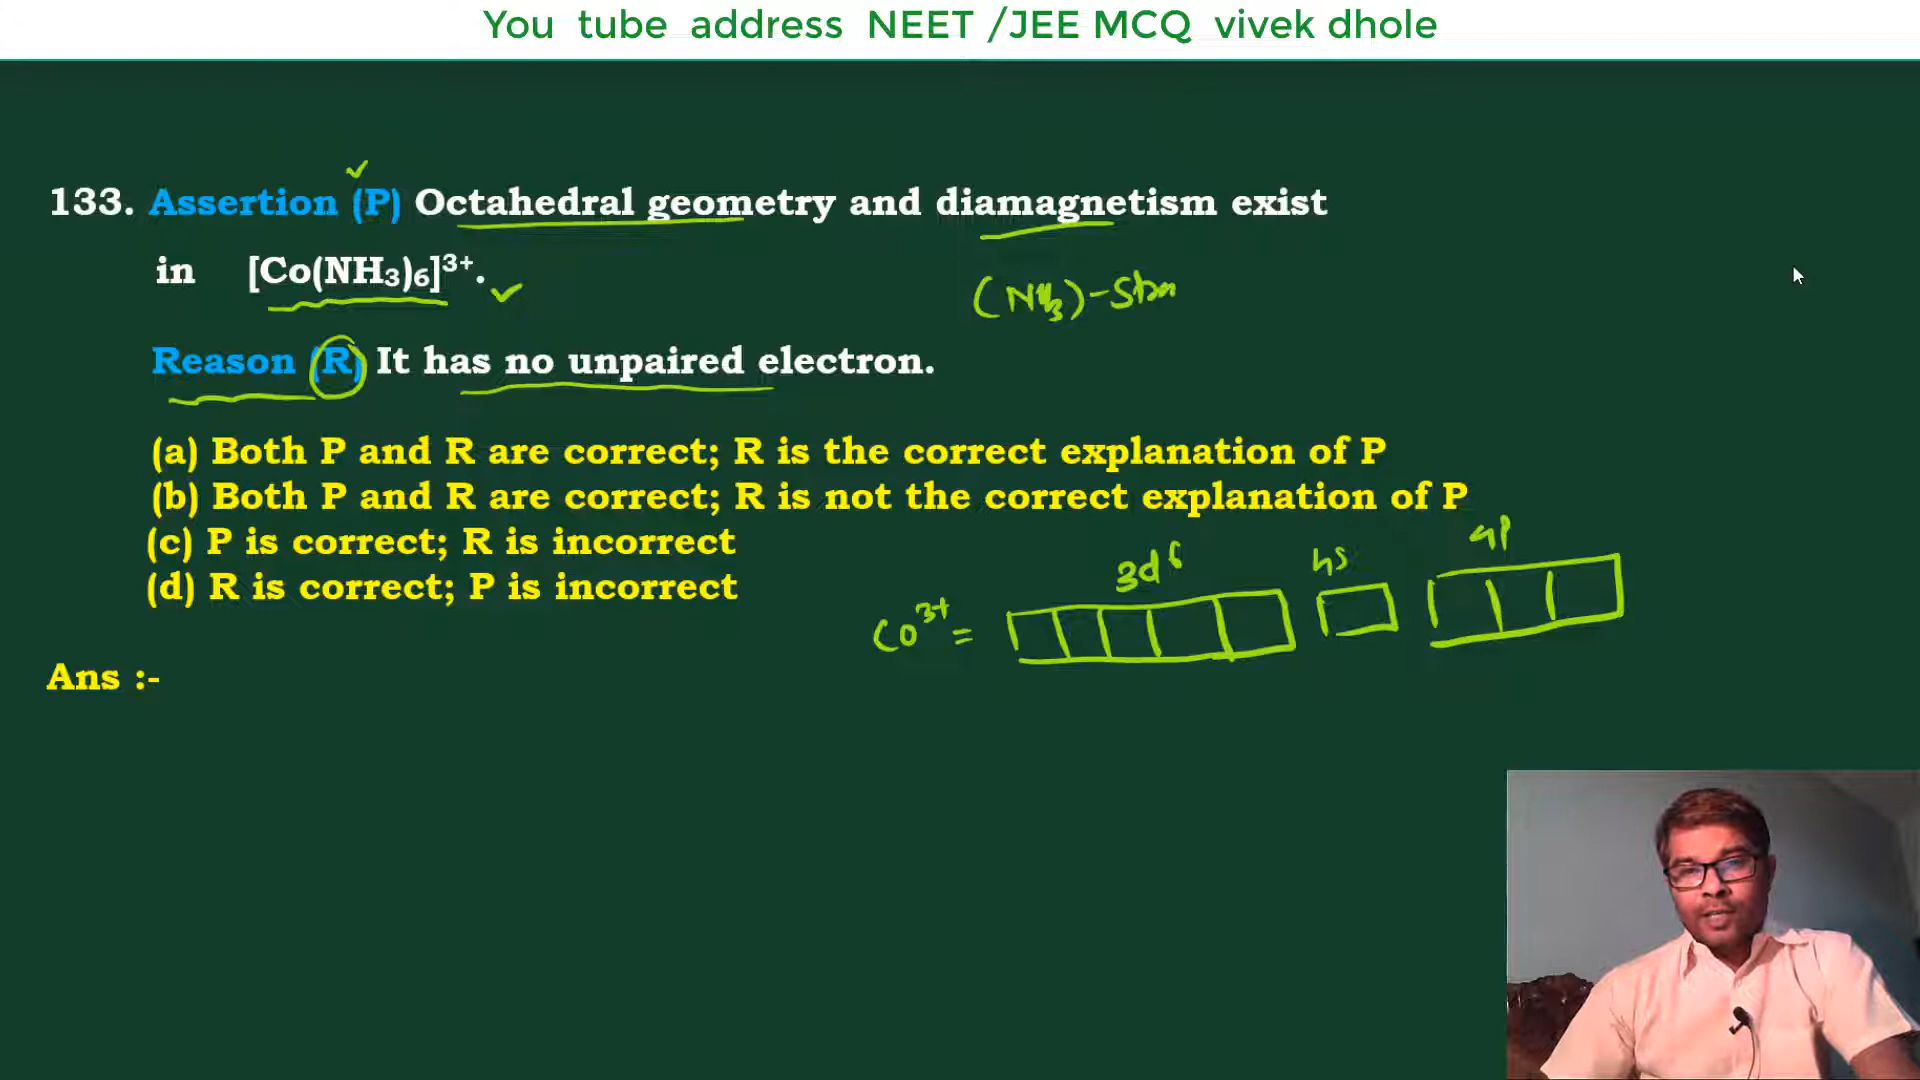 You tube address NEET /JEE MCQ vivek dhole
133. Assertion (P) Octahedral geometry and diamagnetism exist
in [Co(NH₃)₆]³⁺.
(NH₃)-Stron
Reason (R) It has no unpaired electron.
(a) Both P and R are correct; R is the correct explanation of P
(b) Both P and R are correct; R is not the correct explanation of P
(c) P is correct; R is incorrect
(d) R is correct; P is incorrect
3d⁶ 4s 4p
Co³⁺ =
Ans :-